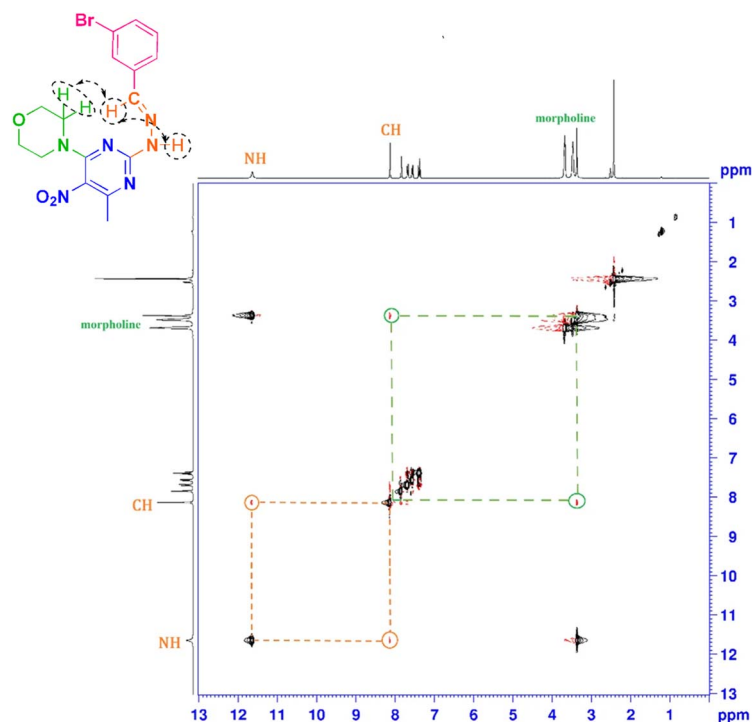 Br
H
H
H
C
O
N
N
N
N
N
H
O₂N
NH
CH
morpholine
ppm
1
2
3
4
5
6
7
8
9
10
11
12
13
morpholine
CH
NH
13 12 11 10 9 8 7 6 5 4 3 2 1 ppm